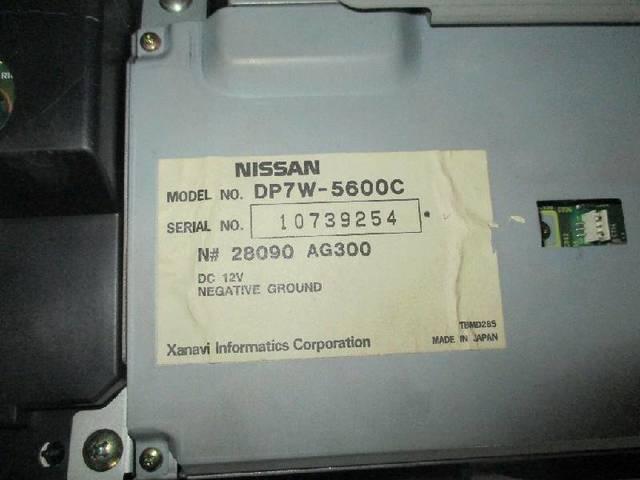 NISSAN
MODEL NO. DP7W-5600C
SERIAL NO. 10739254
N# 28090 AG300
DC 12V
NEGATIVE GROUND
TBMD285
Xanavi Informatics Corporation MADE IN JAPAN